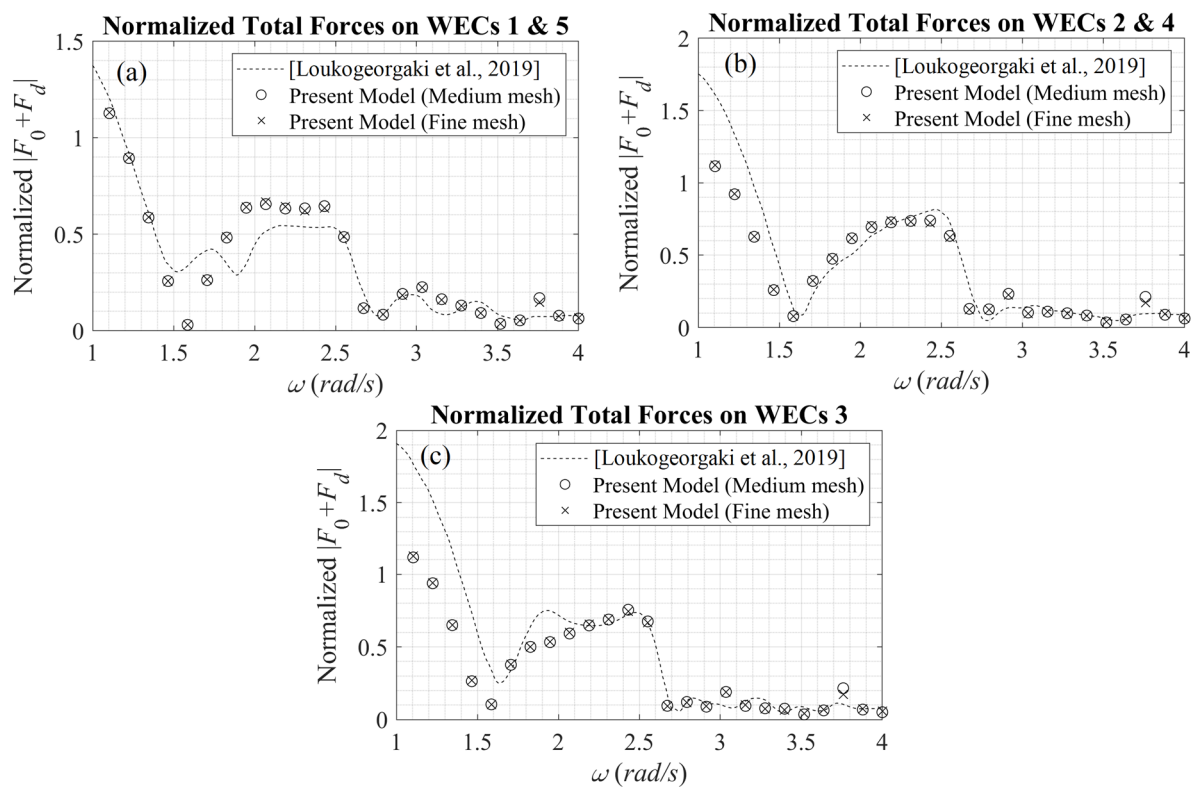 Normalized Total Forces on WECs 1 & 5
(a)
[Loukogeorgaki et al., 2019]
Present Model (Medium mesh)
Present Model (Fine mesh)
Normalized |F0+Fd|
1.5
1
0.5
0
1 1.5 2 2.5 3 3.5 4
ω (rad/s)
Normalized Total Forces on WECs 2 & 4
(b)
[Loukogeorgaki et al., 2019]
Present Model (Medium mesh)
Present Model (Fine mesh)
Normalized |F0+Fd|
2
1.5
1
0.5
0
1 1.5 2 2.5 3 3.5 4
ω (rad/s)
Normalized Total Forces on WECs 3
(c)
[Loukogeorgaki et al., 2019]
Present Model (Medium mesh)
Present Model (Fine mesh)
Normalized |F0+Fd|
2
1.5
1
0.5
0
1 1.5 2 2.5 3 3.5 4
ω (rad/s)